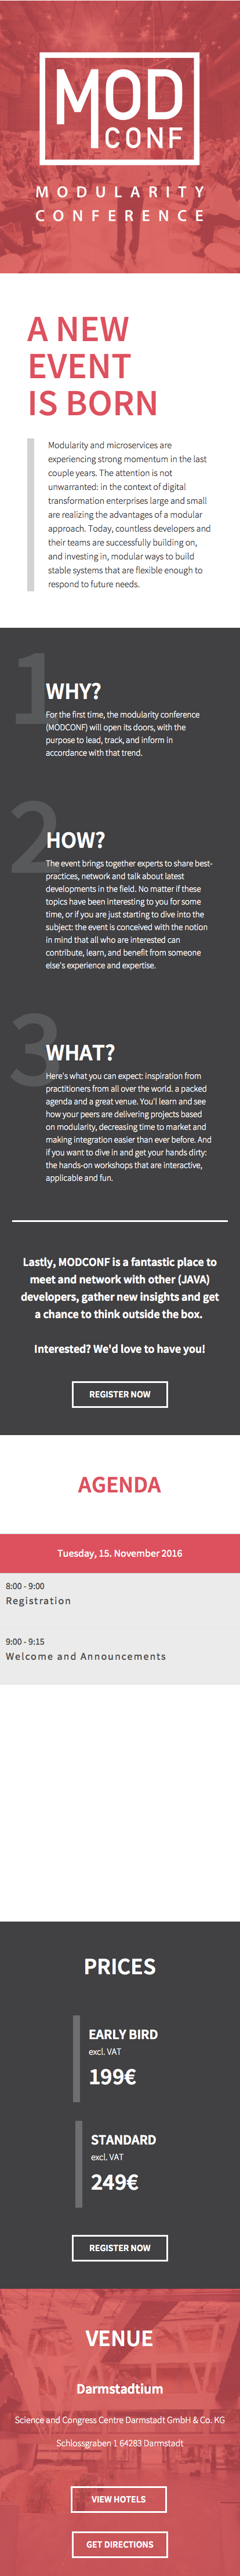 MOD
CONF
MODULARITY
CONFERENCE
A NEW
EVENT
IS BORN
Modularity and microservices are
experiencing strong momentum in the last
couple years. The attention is not
unwarranted: in the context of digital
transformation enterprises large and small
are realizing the advantages of a modular
approach. Today, countless developers and
their teams are successfully building on,
and investing in, modular ways to build
stable systems that are flexible enough to
respond to future needs.
1
WHY?
For the first time, the modularity conference
(MODCONF) will open its doors, with the
purpose to lead, track, and inform in
accordance with that trend.
2
HOW?
The event brings together experts to share best-
practices, network and talk about latest
developments in the field. No matter if these
topics have been interesting to you for some
time, or if you are just starting to dive into the
subject: the event is conceived with the notion
in mind that all who are interested can
contribute, learn, and benefit from someone
else's experience and expertise.
3
WHAT?
Here's what you can expect: inspiration from
practitioners from all over the world. a packed
agenda and a great venue. You'll learn and see
how your peers are delivering projects based
on modularity, decreasing time to market and
making integration easier than ever before. And
if you want to dive in and get your hands dirty:
the hands-on workshops that are interactive,
applicable and fun.
Lastly, MODCONF is a fantastic place to
meet and network with other (JAVA)
developers, gather new insights and get
a chance to think outside the box.
Interested? We'd love to have you!
REGISTER NOW
AGENDA
Tuesday, 15. November 2016
8:00 - 9:00
Registration
9:00 - 9:15
Welcome and Announcements
PRICES
EARLY BIRD
excl. VAT
199€
STANDARD
excl. VAT
249€
REGISTER NOW
VENUE
Darmstadtium
Science and Congress Centre Darmstadt GmbH & Co. KG
Schlossgraben 1 64283 Darmstadt
VIEW HOTELS
GET DIRECTIONS